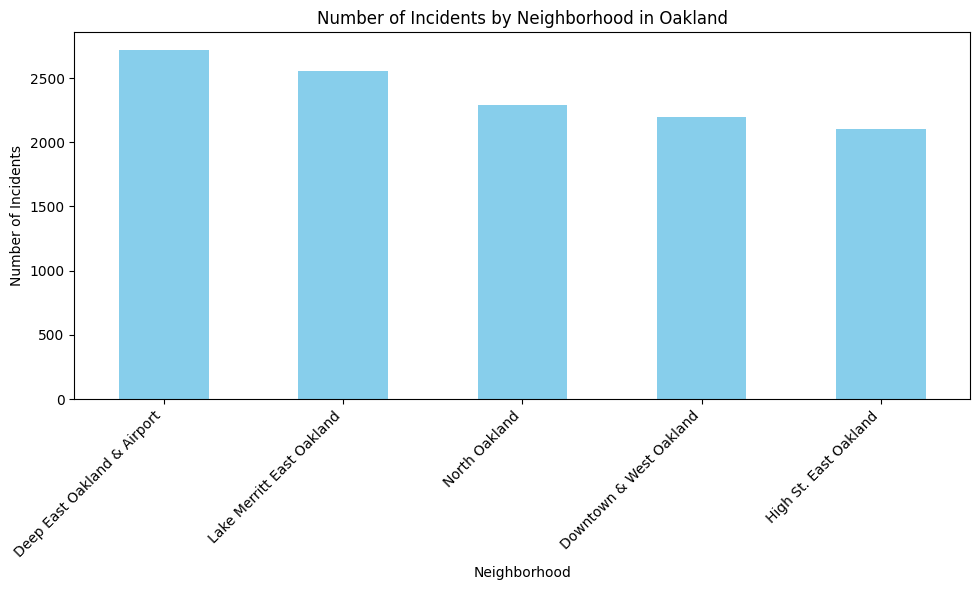 Number of Incidents by Neighborhood in Oakland
Number of Incidents
2500
2000
1500
1000
500
0
Deep East Oakland & Airport
Lake Merritt East Oakland
North Oakland
Downtown & West Oakland
High St. East Oakland
Neighborhood